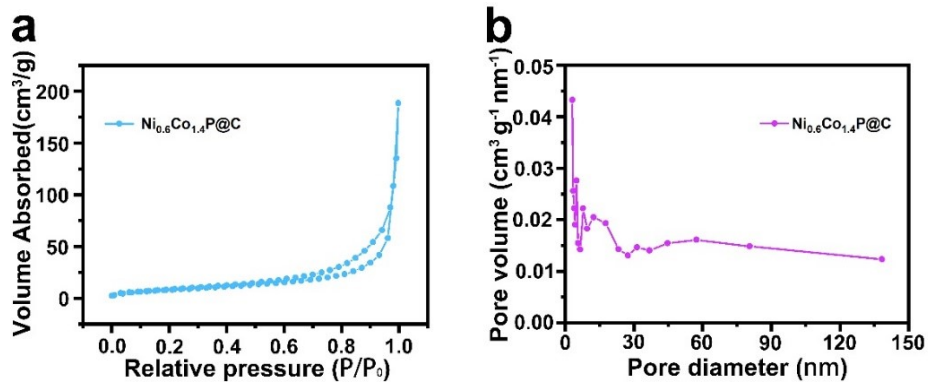 a
Volume Absorbed(cm³/g)
200
150
100
50
0
Ni₀.₆Co₁.₄P@C
0.0 0.2 0.4 0.6 0.8 1.0
Relative pressure (P/P₀)
b
Pore volume (cm³ g⁻¹ nm⁻¹)
0.05
0.04
0.03
0.02
0.01
0.00
Ni₀.₆Co₁.₄P@C
0 30 60 90 120 150
Pore diameter (nm)